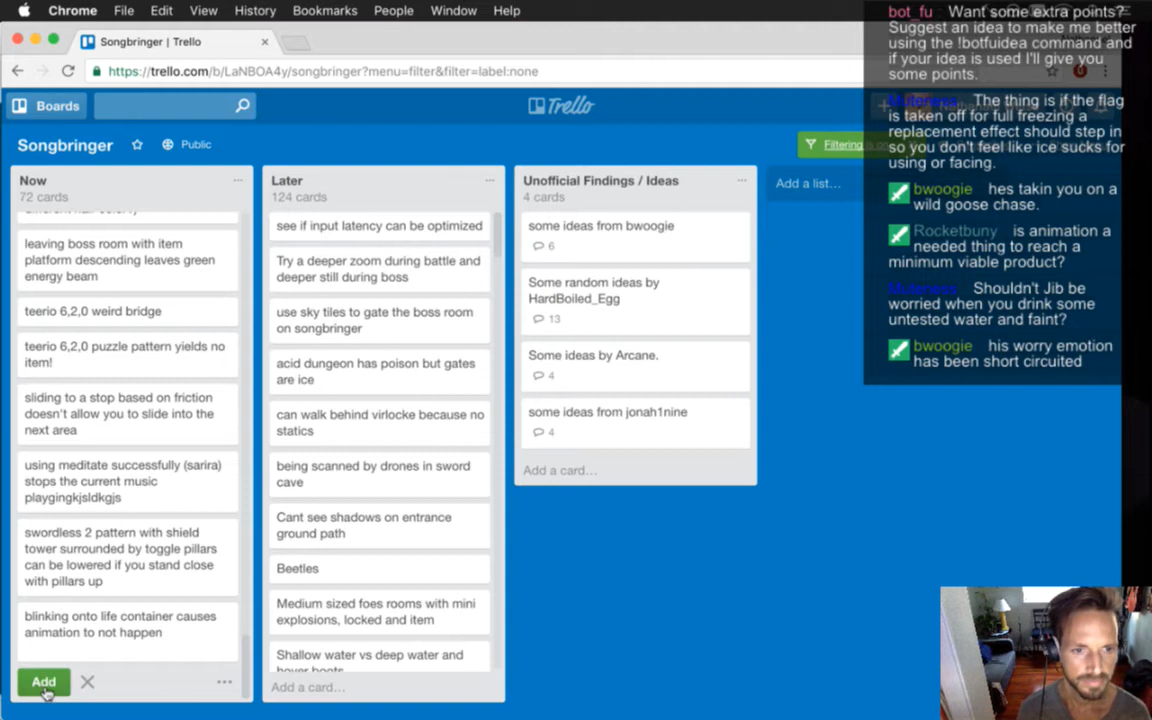 Chrome File Edit View History Bookmarks People Window Help
Songbringer | Trello
https://trello.com/b/LaNBOA4y/songbringer?menu=filter&filter=label:none
Boards
Trello
Songbringer
Public
Filtering is
Now
72 cards
leaving boss room with item
platform descending leaves green
energy beam
teerio 6,2,0 weird bridge
teerio 6,2,0 puzzle pattern yields no
item!
sliding to a stop based on friction
doesn't allow you to slide into the
next area
using meditate successfully (sarira)
stops the current music
playgingkjsldkgjs
swordless 2 pattern with shield
tower surrounded by toggle pillars
can be lowered if you stand close
with pillars up
blinking onto life container causes
animation to not happen
Add
Later
124 cards
see if input latency can be optimized
Try a deeper zoom during battle and
deeper still during boss
use sky tiles to gate the boss room
on songbringer
acid dungeon has poison but gates
are ice
can walk behind virlocke because no
statics
being scanned by drones in sword
cave
Cant see shadows on entrance
ground path
Beetles
Medium sized foes rooms with mini
explosions, locked and item
Shallow water vs deep water and
hover boots
Add a card...
Unofficial Findings / Ideas
4 cards
some ideas from bwoogie
6
Some random ideas by
HardBoiled_Egg
13
Some ideas by Arcane.
4
some ideas from jonah1nine
4
Add a card...
Add a list...
bot_fu Want some extra points?
Suggest an idea to make me better
using the !botfuidea command and
if your idea is used I'll give you
some points.
Muteness The thing is if the flag
is taken off for full freezing a
replacement effect should step in
so you don't feel like ice sucks for
using or facing.
bwoogie hes takin you on a
wild goose chase.
Rocketbuny is animation a
needed thing to reach a
minimum viable product?
Muteness Shouldn't Jib be
worried when you drink some
untested water and faint?
bwoogie his worry emotion
has been short circuited